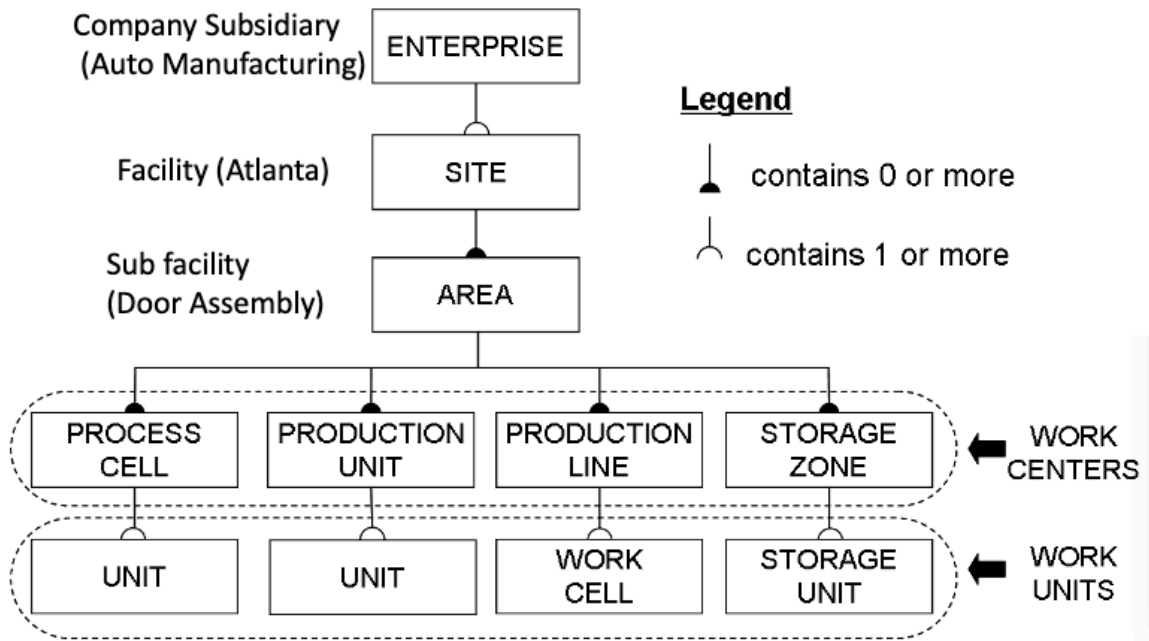 Company Subsidiary
(Auto Manufacturing)
ENTERPRISE
Legend
Facility (Atlanta)
SITE
contains 0 or more
contains 1 or more
Sub facility
(Door Assembly)
AREA
PROCESS
CELL
PRODUCTION
UNIT
PRODUCTION
LINE
STORAGE
ZONE
WORK
CENTERS
UNIT
UNIT
WORK
CELL
STORAGE
UNIT
WORK
UNITS